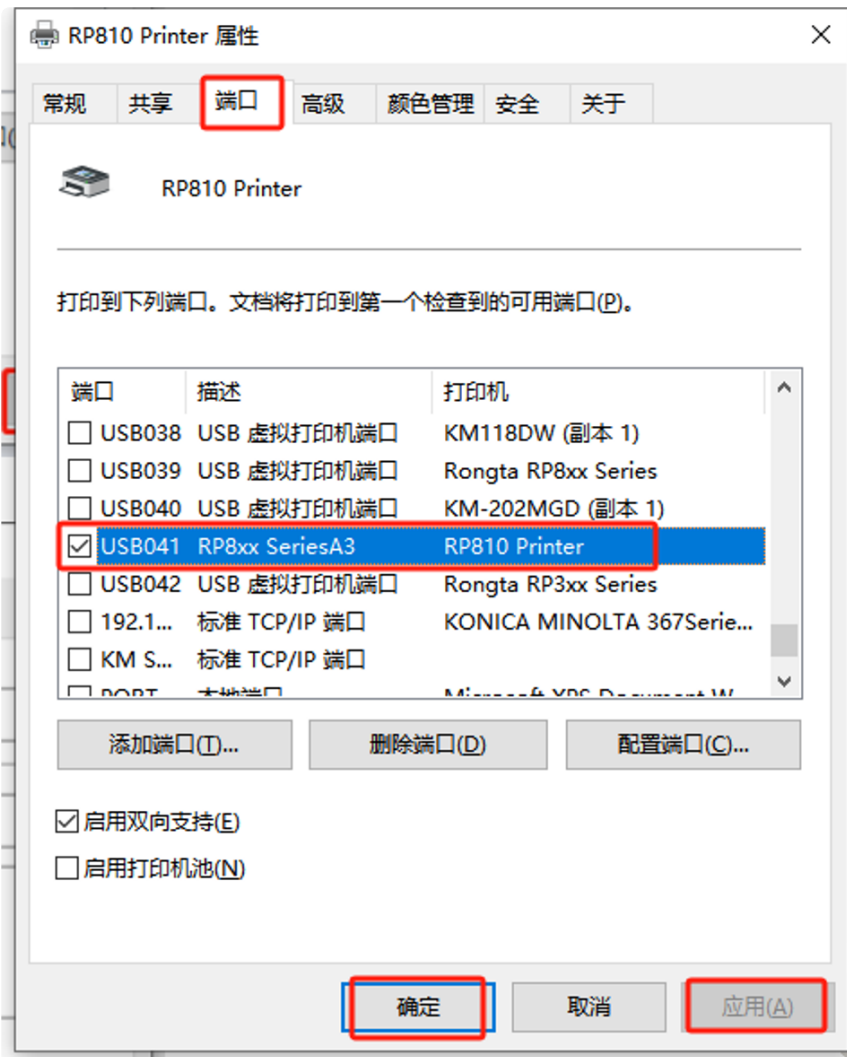 RP810 Printer 属性
常规 共享 端口 高级 颜色管理 安全 关于
RP810 Printer
打印到下列端口。文档将打印到第一个检查到的可用端口(P)。
端口 描述 打印机
USB038 USB 虚拟打印机端口 KM118DW (副本 1)
USB039 USB 虚拟打印机端口 Rongta RP8xx Series
USB040 USB 虚拟打印机端口 KM-202MGD (副本 1)
USB041 RP8xx SeriesA3 RP810 Printer
USB042 USB 虚拟打印机端口 Rongta RP3xx Series
192.1... 标准 TCP/IP 端口 KONICA MINOLTA 367Serie...
KM S... 标准 TCP/IP 端口
PORT 本地端口 Microsoft XPS Document W
添加端口(T)... 删除端口(D) 配置端口(C)...
启用双向支持(E)
启用打印机池(N)
确定 取消 应用(A)